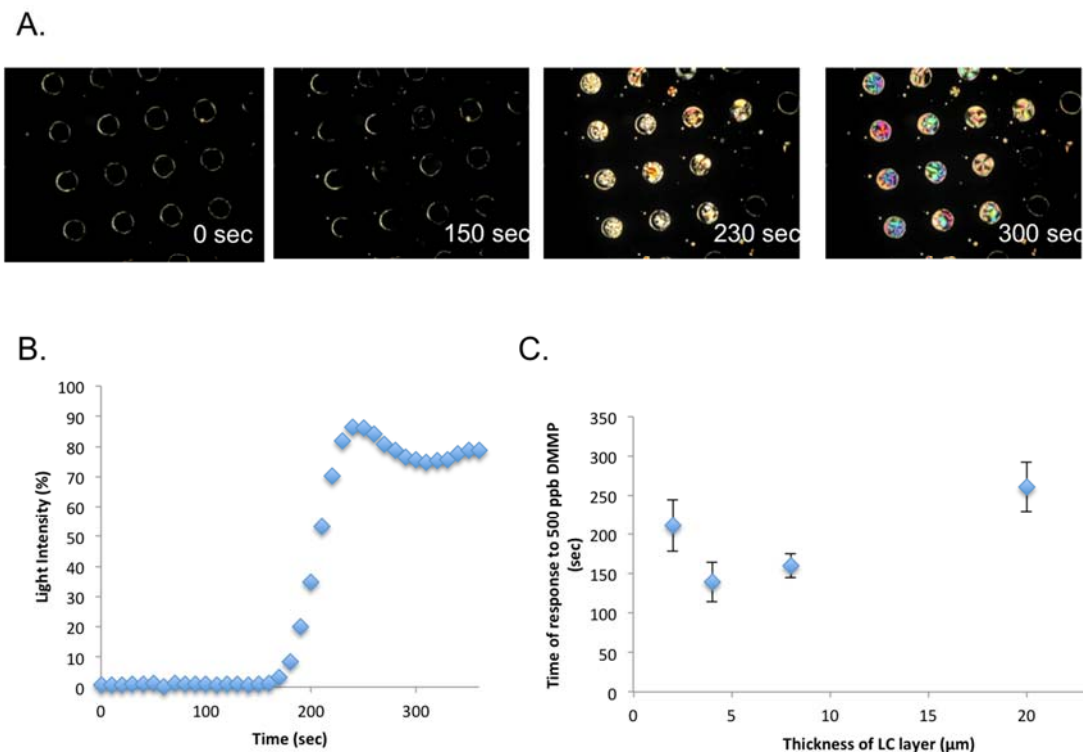 A.
0 sec
150 sec
230 sec
300 sec
B.
100
90
80
70
60
50
40
30
20
10
0
0
100
200
300
Light Intensity (%)
Time (sec)
C.
350
300
250
200
150
100
50
0
0
5
10
15
20
Time of response to 500 ppb DMMP
(sec)
Thickness of LC layer (µm)